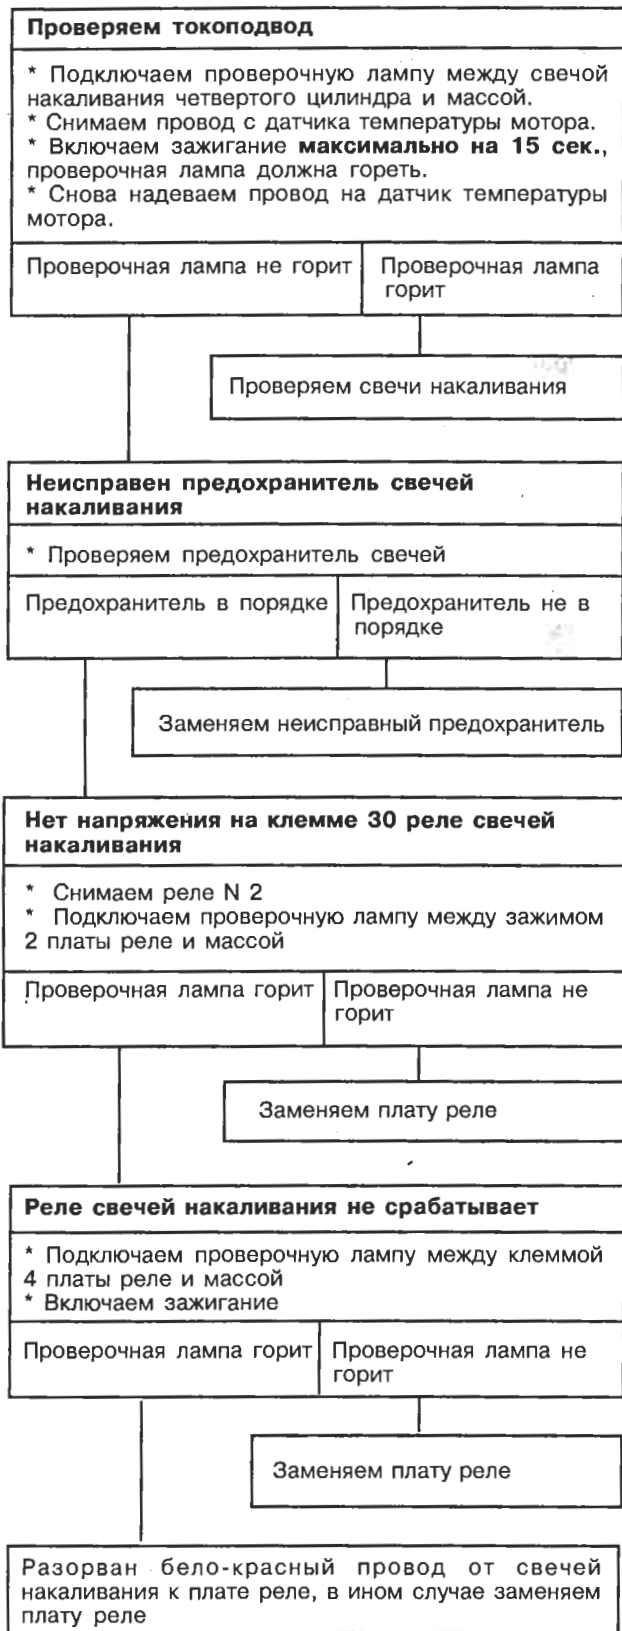 Проверяем токоподвод
* Подключаем проверочную лампу между свечой
накаливания четвертого цилиндра и массой.
* Снимаем провод с датчика температуры мотора.
* Включаем зажигание максимально на 15 сек.,
проверочная лампа должна гореть.
* Снова надеваем провод на датчик температуры
мотора.
Проверочная лампа не горит
Проверочная лампа
горит
Проверяем свечи накаливания
Неисправен предохранитель свечей
накаливания
* Проверяем предохранитель свечей
Предохранитель в порядке
Предохранитель не в
порядке
Заменяем неисправный предохранитель
Нет напряжения на клемме 30 реле свечей
накаливания
* Снимаем реле N 2
* Подключаем проверочную лампу между зажимом
2 платы реле и массой
Проверочная лампа горит
Проверочная лампа не
горит
Заменяем плату реле
Реле свечей накаливания не срабатывает
* Подключаем проверочную лампу между клеммой
4 платы реле и массой
* Включаем зажигание
Проверочная лампа горит
Проверочная лампа не
горит
Заменяем плату реле
Разорван бело-красный провод от свечей
накаливания к плате реле, в ином случае заменяем
плату реле